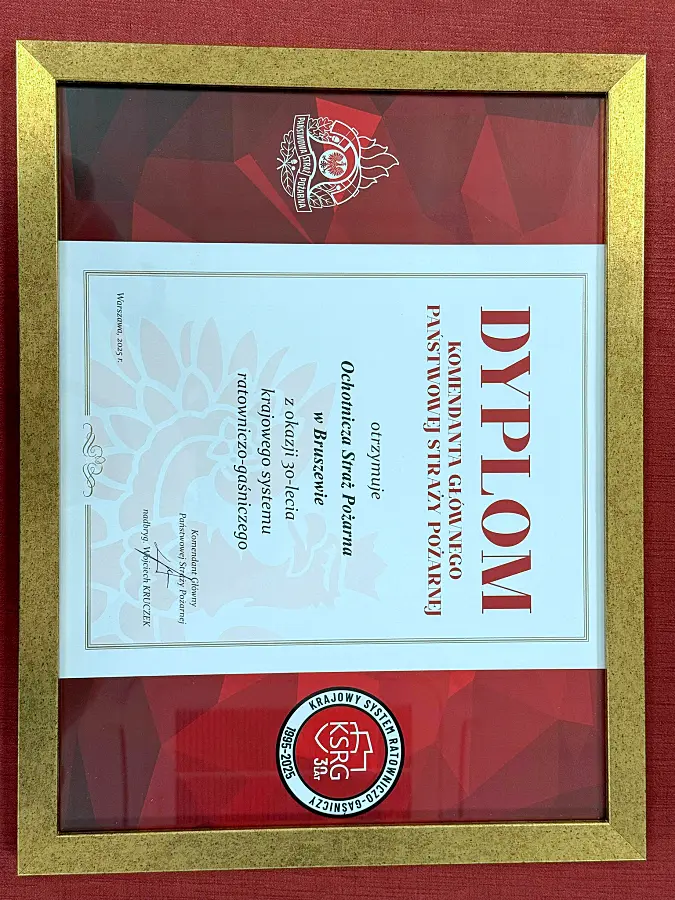 PAŃSTWOWA STRAŻ POŻARNA
DYPLOM
KOMENDANTA GŁÓWNEGO
PAŃSTWOWEJ STRAŻY POŻARNEJ
otrzymuje
Ochotnicza Straż Pożarna
w Bruszewie
z okazji 30-lecia
krajowego systemu
ratowniczo-gaśniczego
Komendant Główny
Państwowej Straży Pożarnej
nadbryg. Wojciech KRUCZEK
Warszawa, 2025 r.
KRAJOWY SYSTEM RATOWNICZO-GAŚNICZY
KSRG
30 LAT
1995-2025